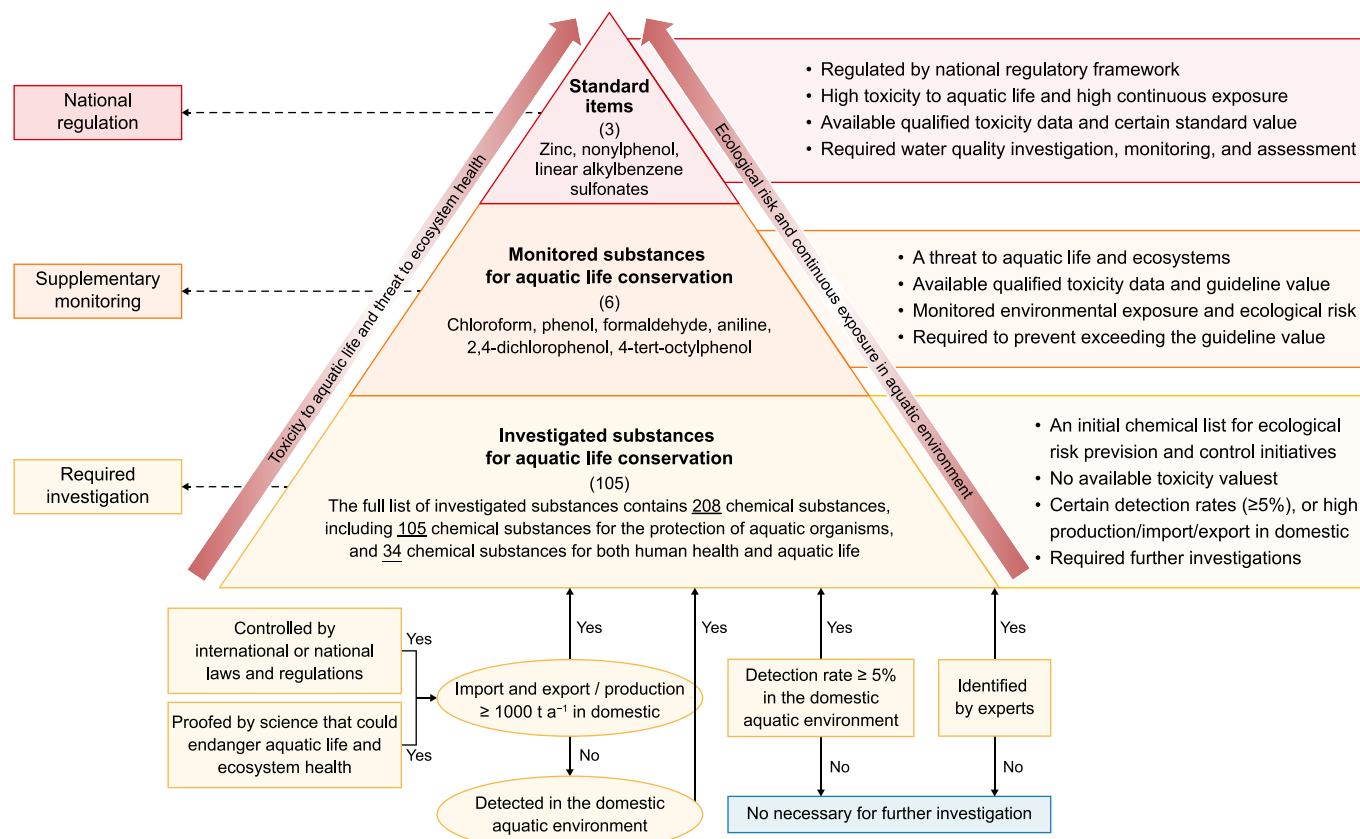 National
regulation
Supplementary
monitoring
Required
investigation
Toxicity to aquatic life and threat to ecosystem health
Ecological risk and continuous exposure in aquatic environment
Standard
items
(3)
Zinc, nonylphenol,
linear alkylbenzene
sulfonates
• Regulated by national regulatory framework
• High toxicity to aquatic life and high continuous exposure
• Available qualified toxicity data and certain standard value
• Required water quality investigation, monitoring, and assessment
Monitored substances
for aquatic life conservation
(6)
Chloroform, phenol, formaldehyde, aniline,
2,4-dichlorophenol, 4-tert-octylphenol
• A threat to aquatic life and ecosystems
• Available qualified toxicity data and guideline value
• Monitored environmental exposure and ecological risk
• Required to prevent exceeding the guideline value
Investigated substances
for aquatic life conservation
(105)
The full list of investigated substances contains 208 chemical substances,
including 105 chemical substances for the protection of aquatic organisms,
and 34 chemical substances for both human health and aquatic life
• An initial chemical list for ecological
risk prevision and control initiatives
• No available toxicity valuest
• Certain detection rates (≥5%), or high
production/import/export in domestic
• Required further investigations
Controlled by
international or national
laws and regulations
Yes
Proofed by science that could
endanger aquatic life and
ecosystem health
Yes
Import and export / production
≥ 1000 t a⁻¹ in domestic
Yes
No
Detected in the domestic
aquatic environment
Yes
Detection rate ≥ 5%
in the domestic
aquatic environment
Yes
No
Identified
by experts
Yes
No
No necessary for further investigation